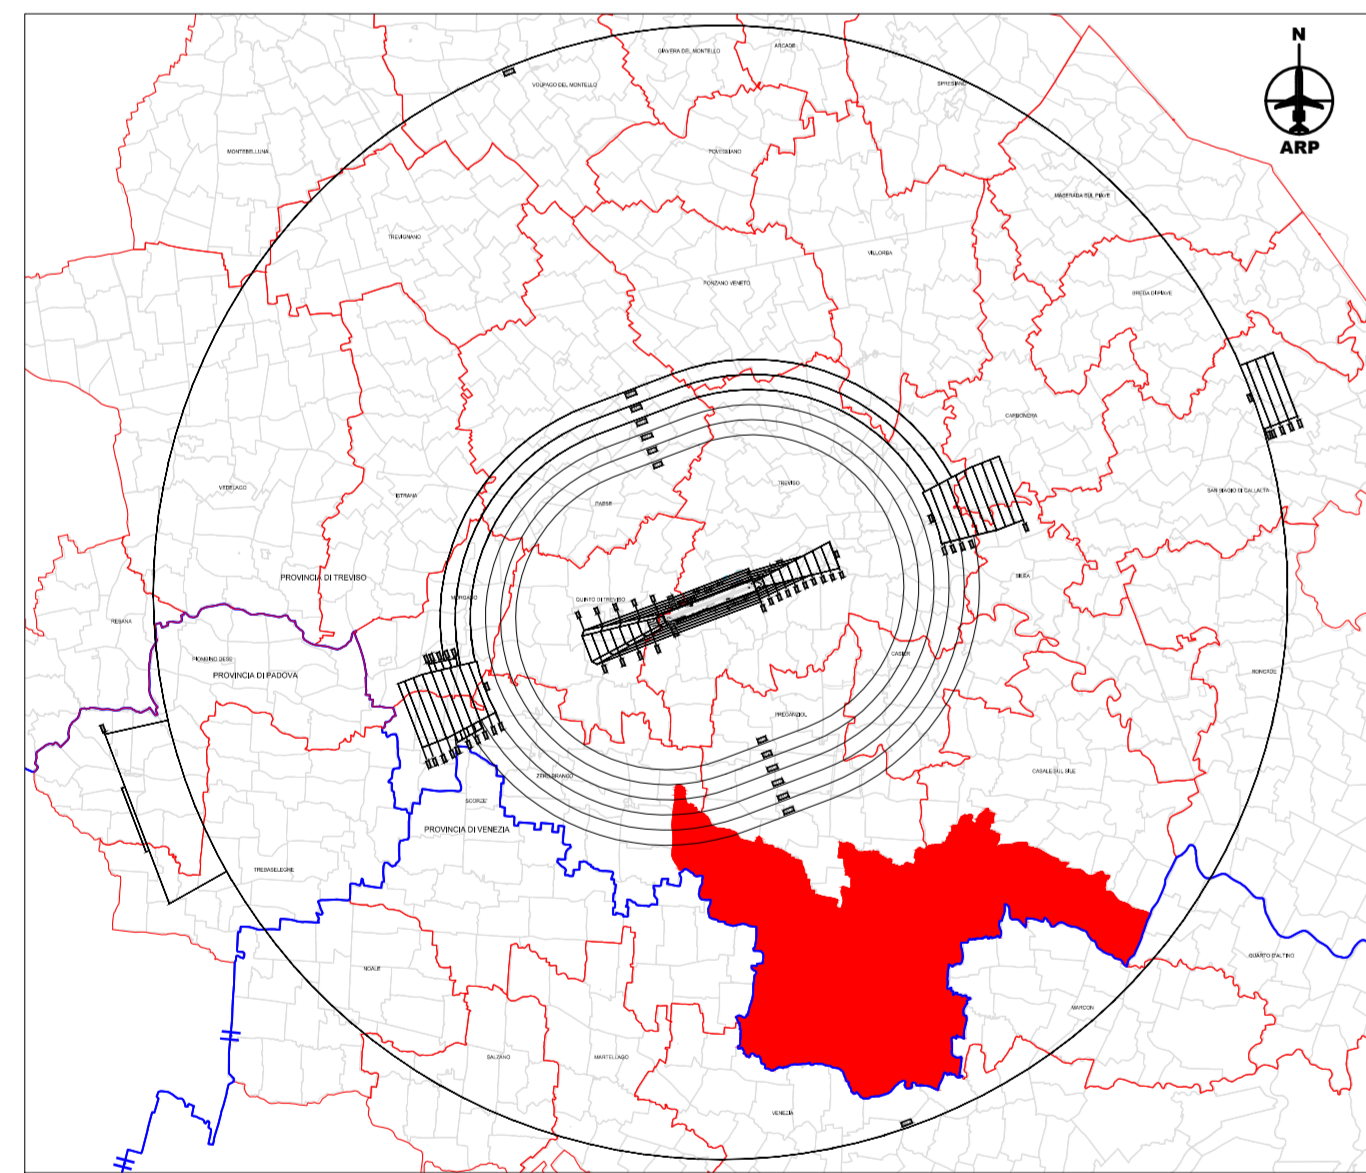 N
ARP
GIAVERA DEL MONTELLO
ARCADE
VOLPAGO DEL MONTELLO
SPRESIANO
MONTEBELLUNA
POVEGLIANO
MASERADA SUL PIAVE
TREVIGNANO
VILLORBA
PONZANO VENETO
BREDA DI PIAVE
CARBONERA
VEDELAGO
ISTRANA
PAESE
TREVISO
SAN BIAGIO DI CALLALTA
PROVINCIA DI TREVISO
SILEA
MORGANO
QUINTO DI TREVISO
RESANA
PIOMBINO DESE
PROVINCIA DI PADOVA
CASIER
RONCADE
PREGANZIOL
CASALE SUL SILE
ZERO BRANCO
SCORZE'
PROVINCIA DI VENEZIA
TREBASELEGHE
QUARTO D'ALTINO
NOALE
MARCON
SALZANO
MARTELLAGO
VENEZIA